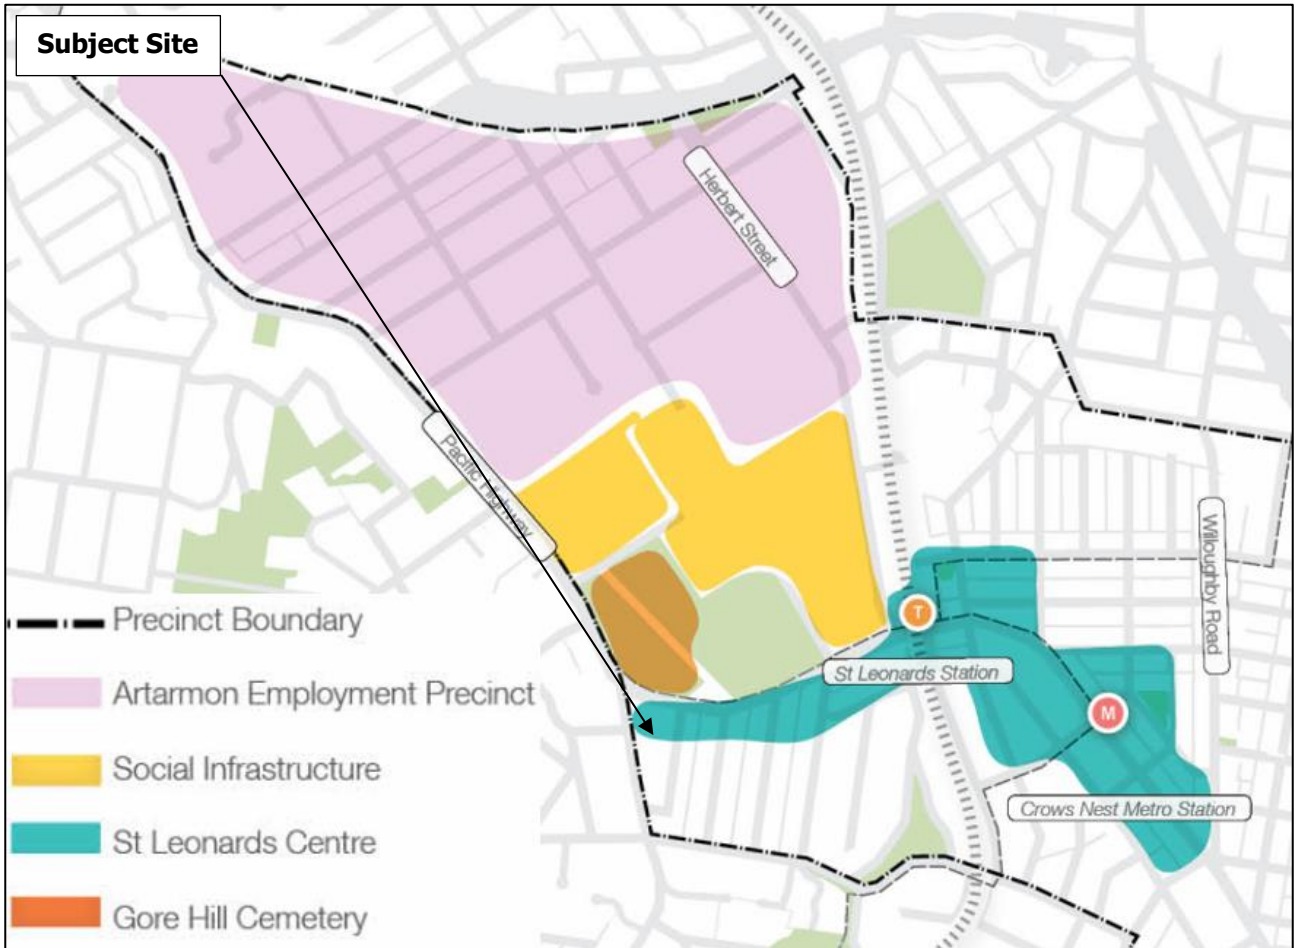 Subject Site
Herbert Street
Pacific Highway
Willoughby Road
T
St Leonards Station
M
Crows Nest Metro Station
Precinct Boundary
Artarmon Employment Precinct
Social Infrastructure
St Leonards Centre
Gore Hill Cemetery